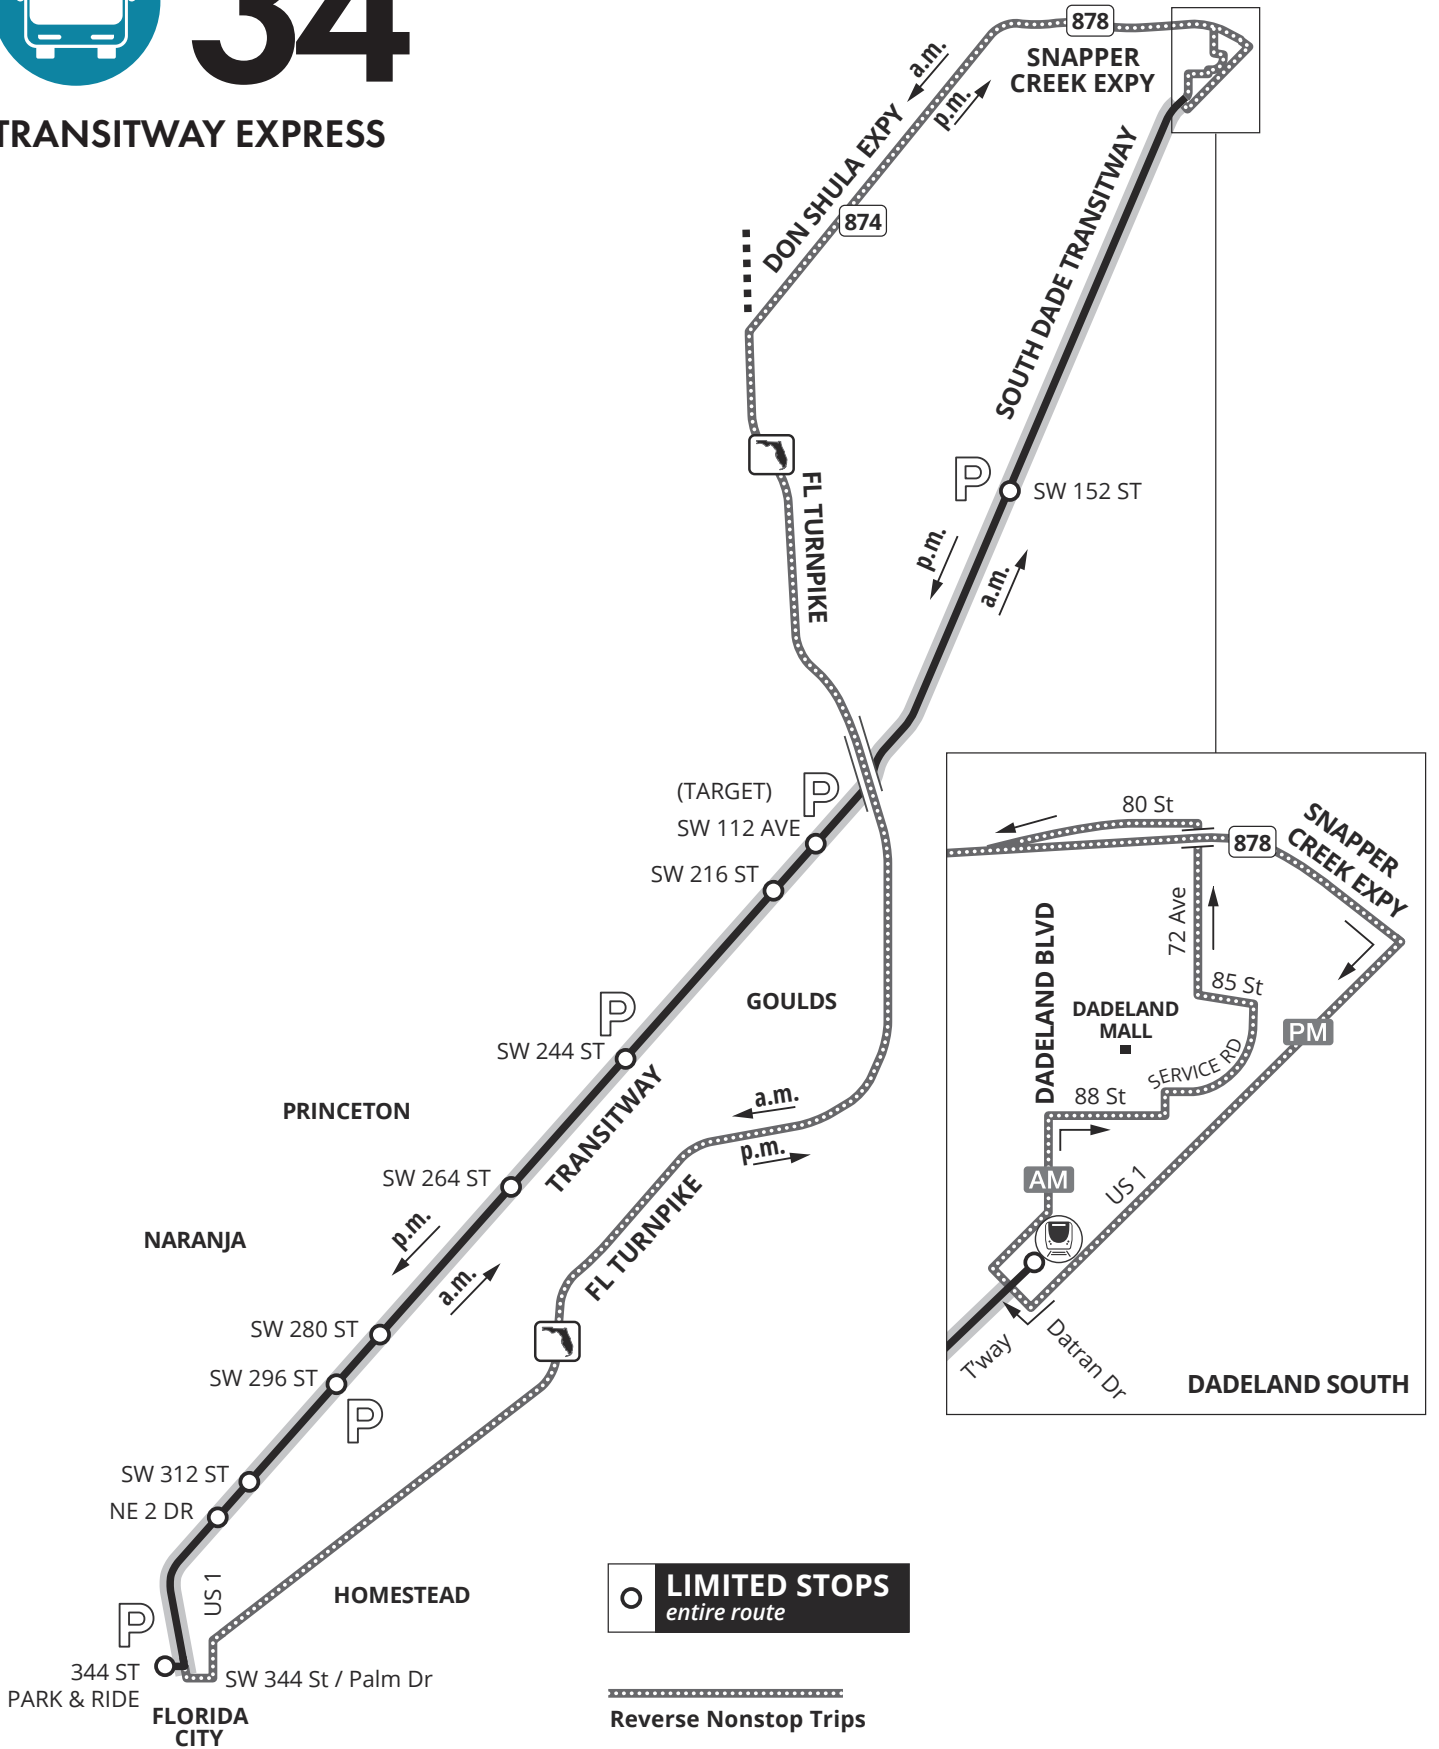 34
TRANSITWAY EXPRESS
878
SNAPPER
CREEK EXPY
a.m.
p.m.
DON SHULA EXPY
874
SOUTH DADE TRANSITWAY
FL TURNPIKE
P
SW 152 ST
p.m.
a.m.
(TARGET)
P
SW 112 AVE
SW 216 ST
GOULDS
P
SW 244 ST
TRANSITWAY
PRINCETON
a.m.
p.m.
SW 264 ST
NARANJA
p.m.
a.m.
FL TURNPIKE
SW 280 ST
SW 296 ST
P
SW 312 ST
NE 2 DR
US 1
HOMESTEAD
P
344 ST
PARK & RIDE
SW 344 St / Palm Dr
FLORIDA
CITY
80 St
878
SNAPPER
CREEK EXPY
72 Ave
DADELAND BLVD
85 St
DADELAND
MALL
PM
SERVICE RD
88 St
AM
US 1
T'way
Datran Dr
DADELAND SOUTH
LIMITED STOPS
entire route
Reverse Nonstop Trips